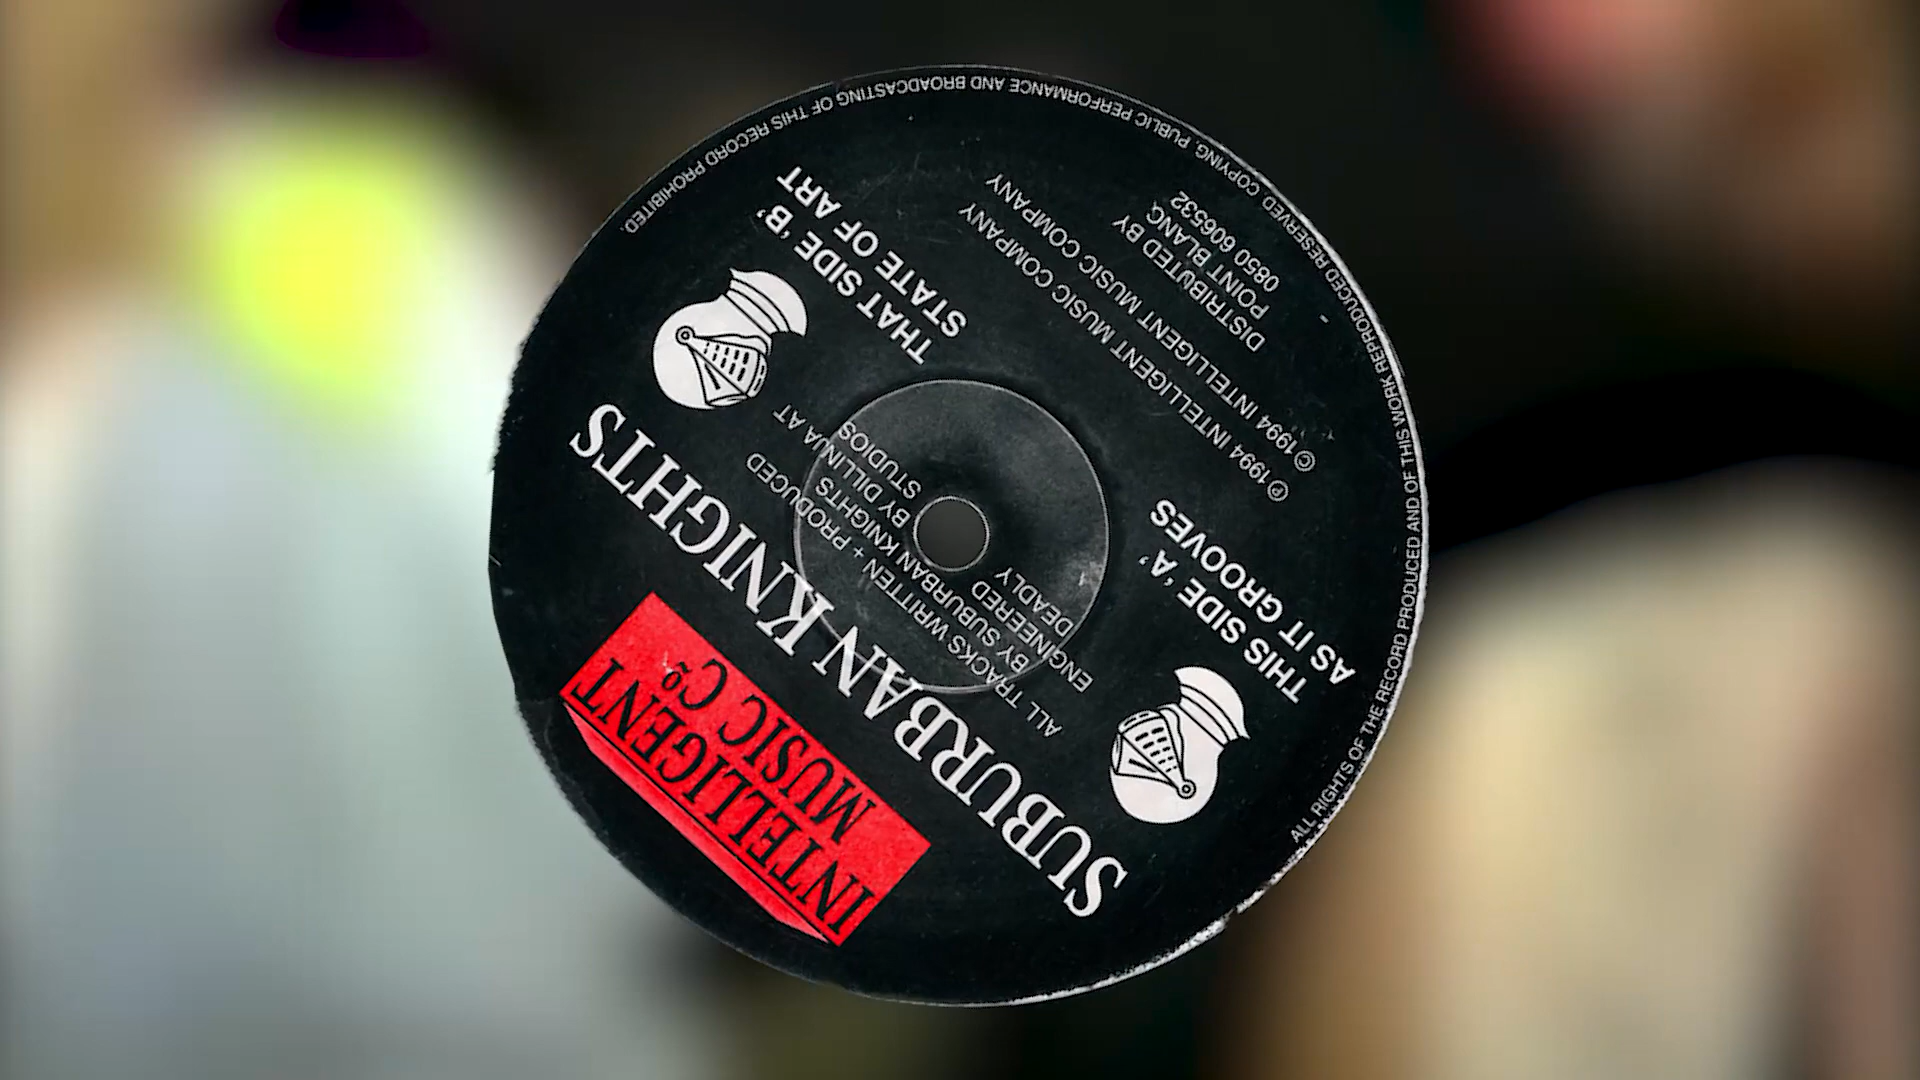 INTELLIGENT
MUSIC Cº
SUBURBAN KNIGHTS
ALL TRACKS WRITTEN + PRODUCED
BY SUBURBAN KNIGHTS
ENGINEERED BY DILLINJA AT
DEADLY STUDIOS
THIS SIDE 'A'
AS IT GROOVES
THAT SIDE 'B'
STATE OF ART
℗1994 INTELLIGENT MUSIC COMPANY
©1994 INTELLIGENT MUSIC COMPANY
DISTRIBUTED BY
POINT BLANC
0850 606532
ALL RIGHTS OF THE RECORD PRODUCED AND OF THIS WORK REPRODUCED RESERVED. COPYING, PUBLIC PERFORMANCE AND BROADCASTING OF THIS RECORD PROHIBITED.